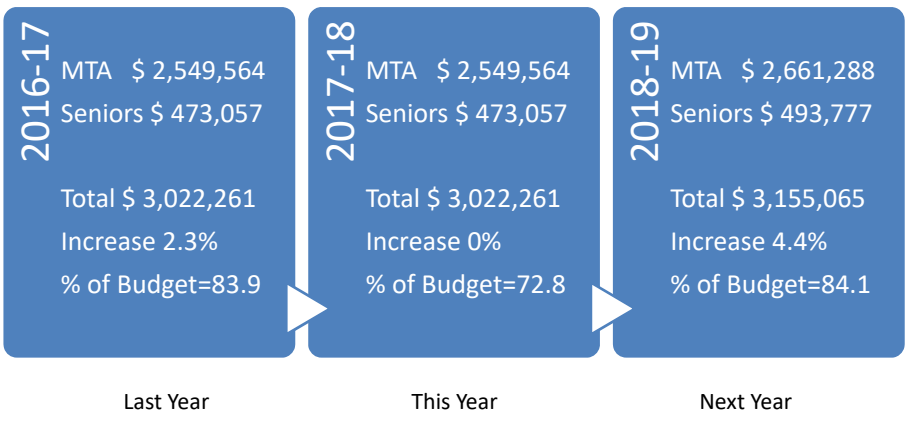 2016-17
MTA $ 2,549,564
Seniors $ 473,057
Total $ 3,022,261
Increase 2.3%
% of Budget=83.9
2017-18
MTA $ 2,549,564
Seniors $ 473,057
Total $ 3,022,261
Increase 0%
% of Budget=72.8
2018-19
MTA $ 2,661,288
Seniors $ 493,777
Total $ 3,155,065
Increase 4.4%
% of Budget=84.1
Last Year
This Year
Next Year